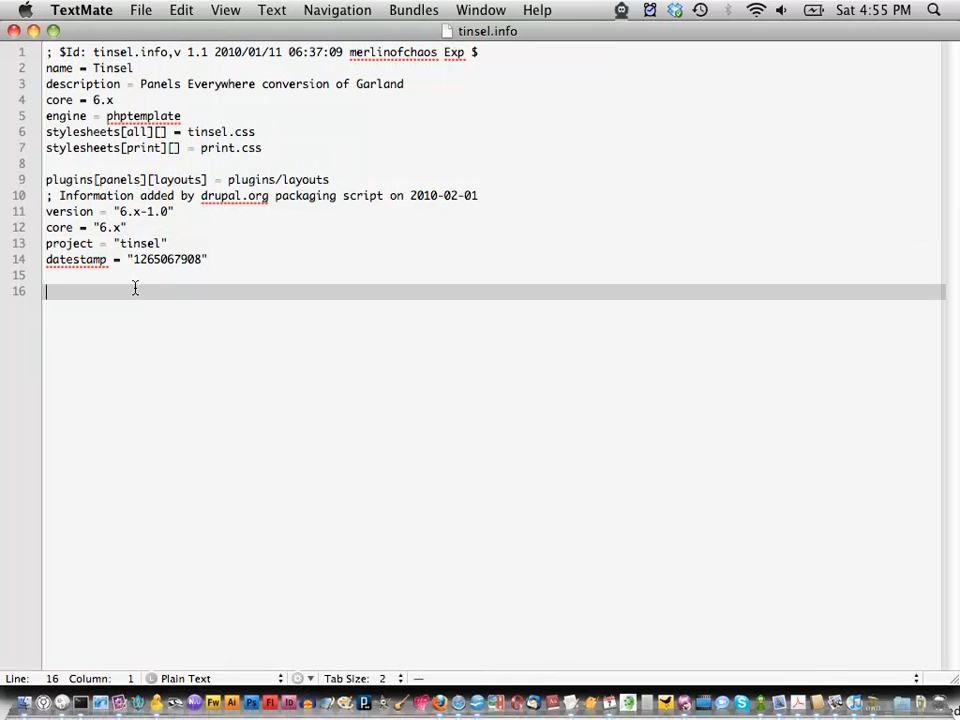 TextMate File Edit View Text Navigation Bundles Window Help Sat 4:55 PM
tinsel.info
1 ; $Id: tinsel.info,v 1.1 2010/01/11 06:37:09 merlinofchaos Exp $
2 name = Tinsel
3 description = Panels Everywhere conversion of Garland
4 core = 6.x
5 engine = phptemplate
6 stylesheets[all][] = tinsel.css
7 stylesheets[print][] = print.css
8
9 plugins[panels][layouts] = plugins/layouts
10 ; Information added by drupal.org packaging script on 2010-02-01
11 version = "6.x-1.0"
12 core = "6.x"
13 project = "tinsel"
14 datestamp = "1265067908"
15
16
Line: 16 Column: 1 L Plain Text Tab Size: 2 —
Fw Ai Ps Fl Id